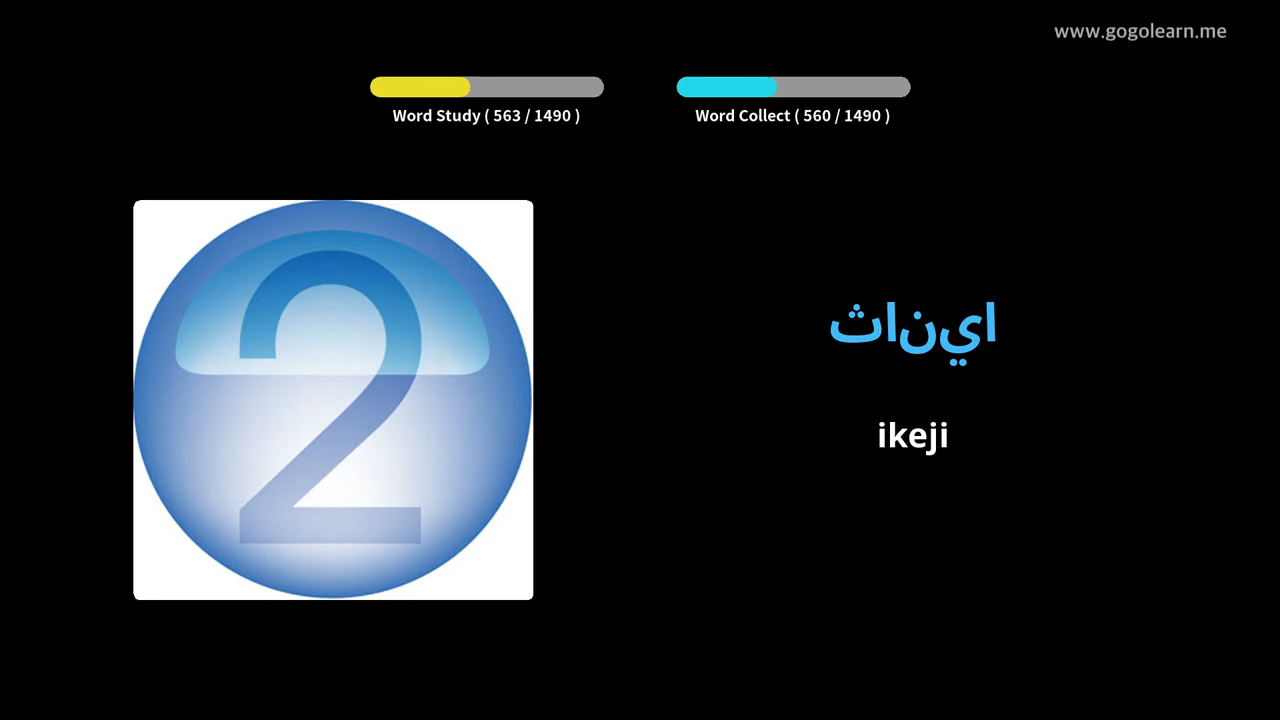 www.gogolearn.me
Word Study ( 563 / 1490 )
Word Collect ( 560 / 1490 )
2
ثانيا
ikeji